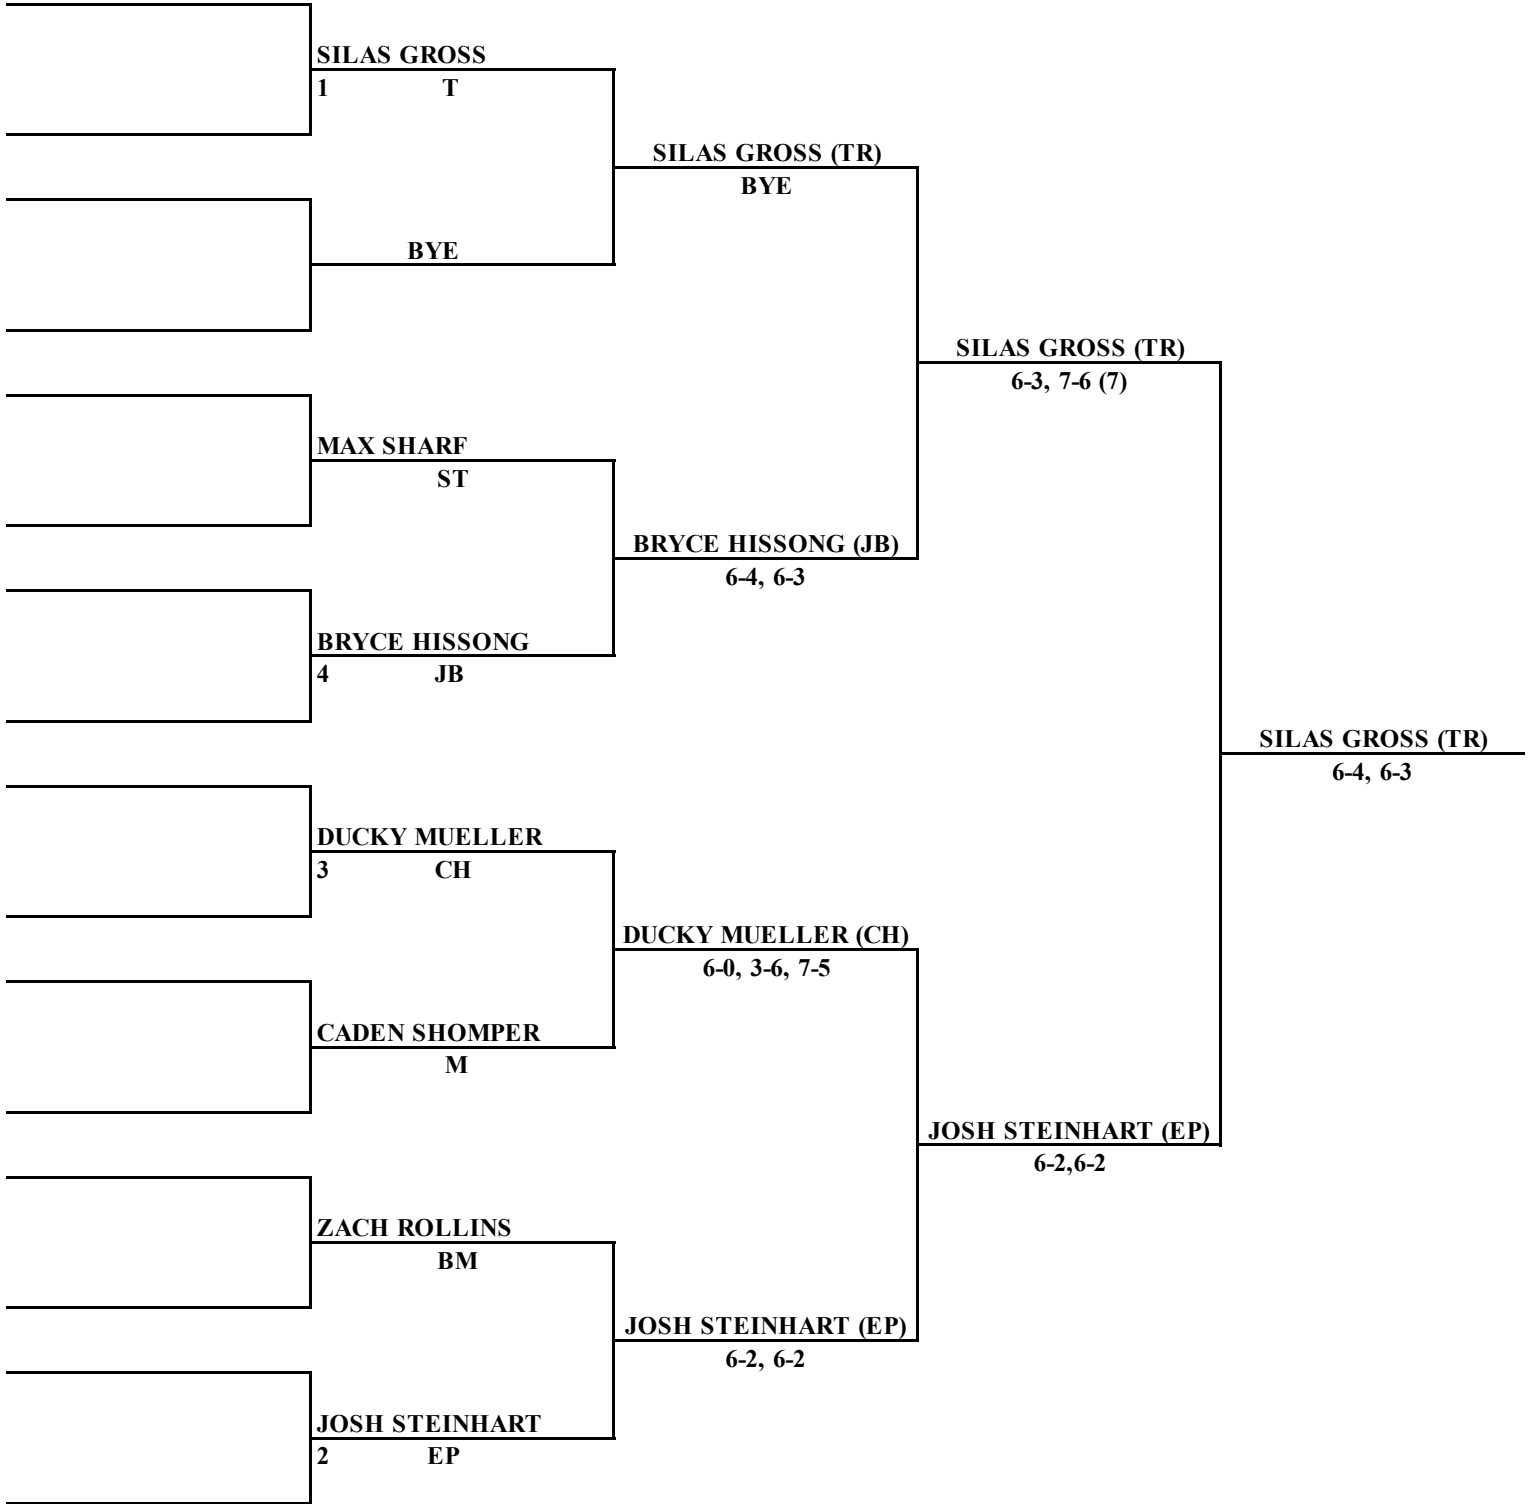 SILAS GROSS
1 T
SILAS GROSS (TR)
BYE
BYE
SILAS GROSS (TR)
6-3, 7-6 (7)
MAX SHARF
ST
BRYCE HISSONG (JB)
6-4, 6-3
BRYCE HISSONG
4 JB
SILAS GROSS (TR)
6-4, 6-3
DUCKY MUELLER
3 CH
DUCKY MUELLER (CH)
6-0, 3-6, 7-5
CADEN SHOMPER
M
JOSH STEINHART (EP)
6-2,6-2
ZACH ROLLINS
BM
JOSH STEINHART (EP)
6-2, 6-2
JOSH STEINHART
2 EP